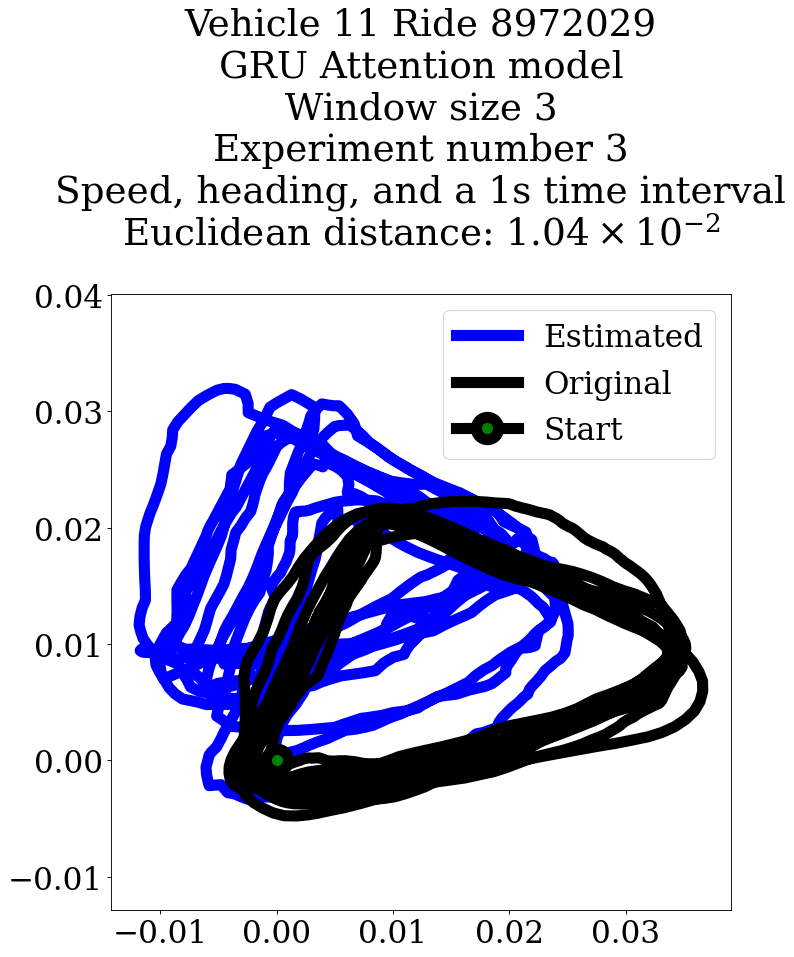 Vehicle 11 Ride 8972029
GRU Attention model
Window size 3
Experiment number 3
Speed, heading, and a 1s time interval
Euclidean distance: 1.04 × 10⁻²
0.04
0.03
0.02
0.01
0.00
−0.01
Estimated
Original
Start
−0.01 0.00 0.01 0.02 0.03